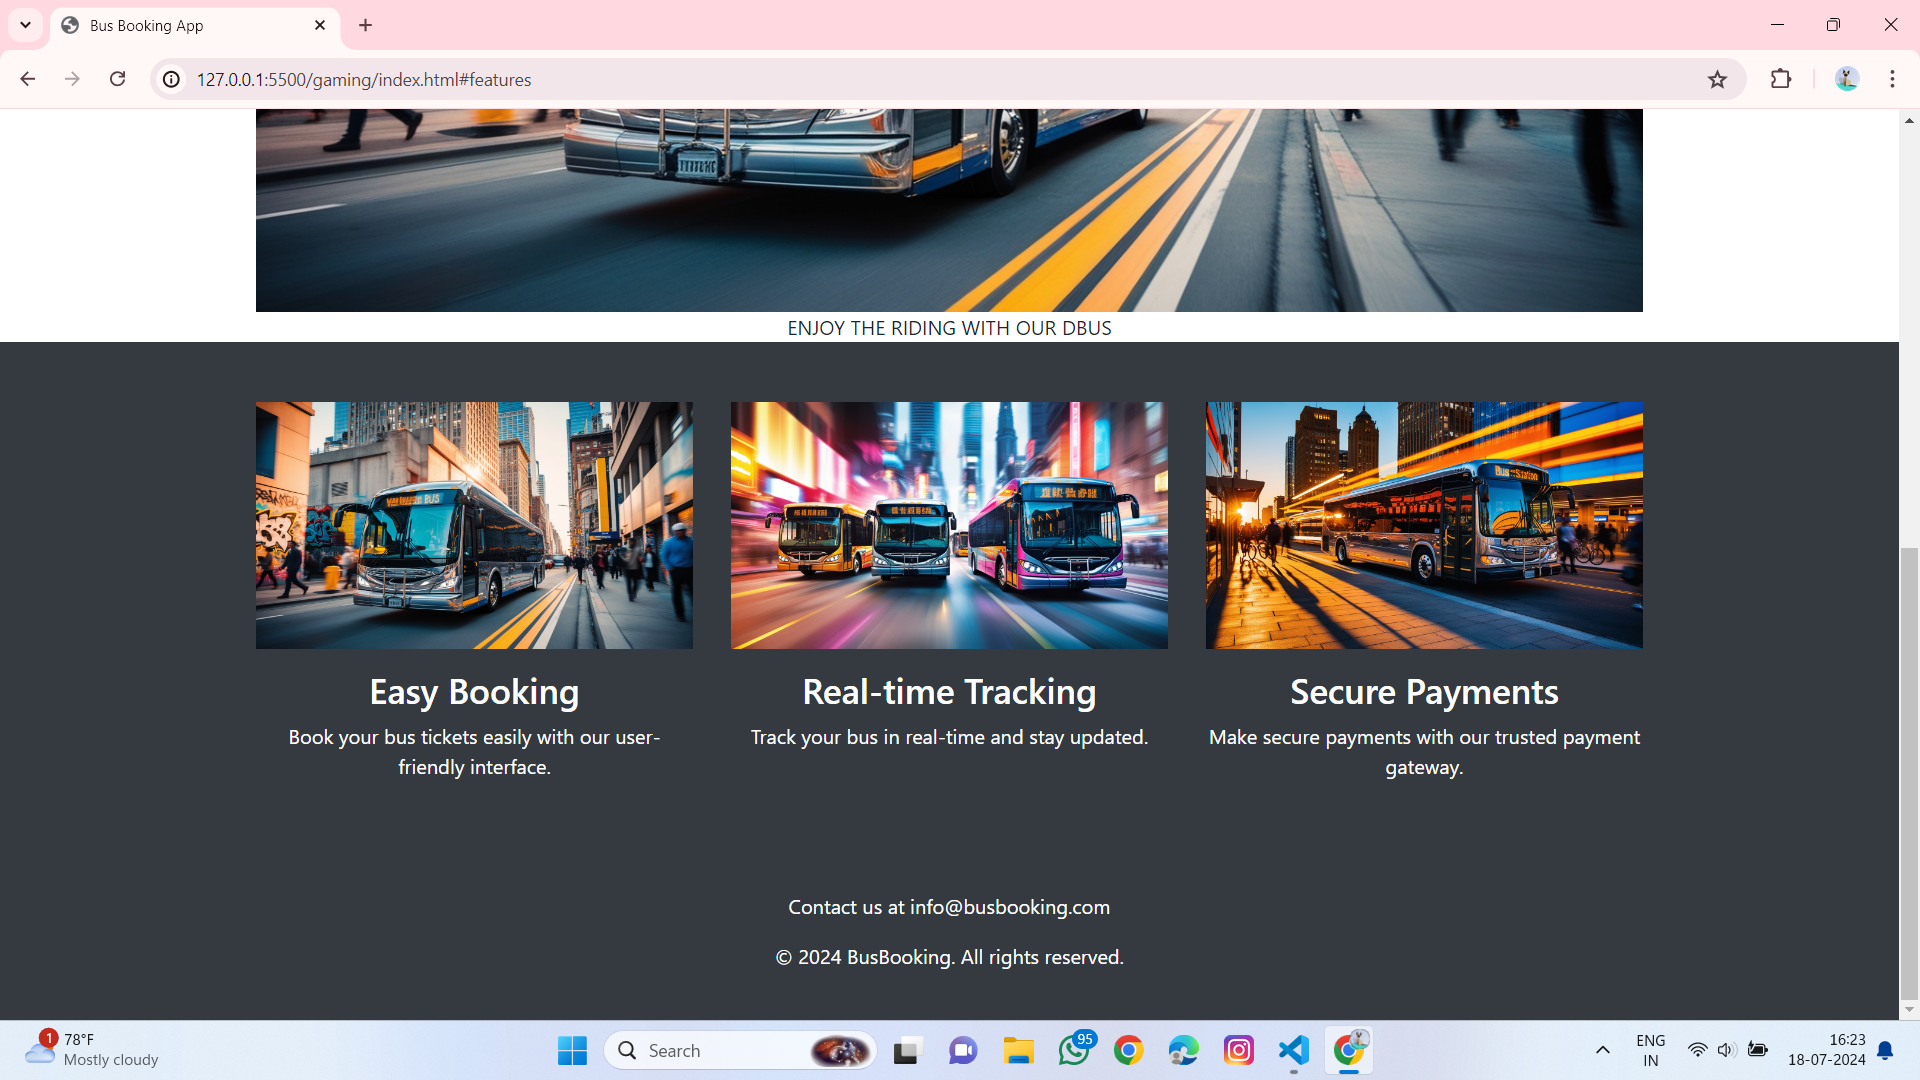 Bus Booking App
127.0.0.1:5500/gaming/index.html#features
ENJOY THE RIDING WITH OUR DBUS
BUS
Bus
Easy Booking
Real-time Tracking
Secure Payments
Book your bus tickets easily with our user-
friendly interface.
Track your bus in real-time and stay updated.
Make secure payments with our trusted payment
gateway.
Contact us at info@busbooking.com
© 2024 BusBooking. All rights reserved.
1
78°F
Mostly cloudy
Search
95
ENG
IN
16:23
18-07-2024